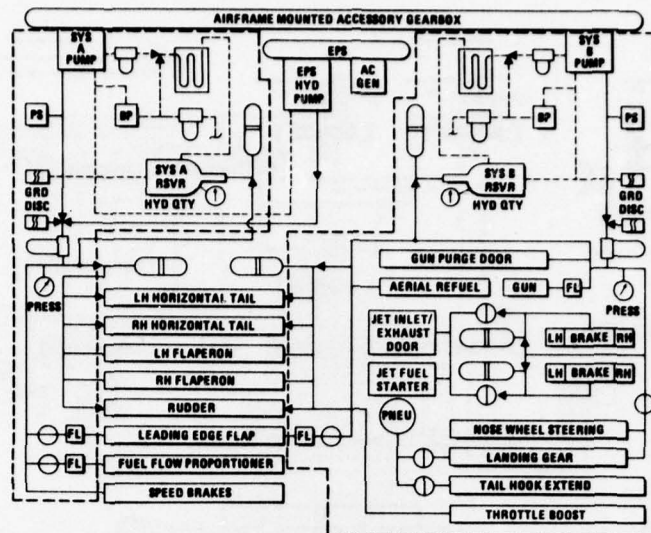 AIRFRAME MOUNTED ACCESSORY GEARBOX
SYS
A
PUMP
EPS
SYS
B
PUMP
EPS
HYD
PUMP
AC
GEN
PS
BP
BP
PS
SYS A
RSVR
HYD QTY
SYS B
RSVR
HYD QTY
GRD
DISC
GRD
DISC
PRESS
PRESS
GUN PURGE DOOR
AERIAL REFUEL
GUN
FL
LH HORIZONTAL TAIL
RH HORIZONTAL TAIL
LH FLAPERON
RH FLAPERON
RUDDER
FL
LEADING EDGE FLAP
FL
FL
FUEL FLOW PROPORTIONER
SPEED BRAKES
JET INLET/
EXHAUST
DOOR
JET FUEL
STARTER
LH BRAKE RH
LH BRAKE RH
PNEU
NOSE WHEEL STEERING
LANDING GEAR
TAIL HOOK EXTEND
THROTTLE BOOST